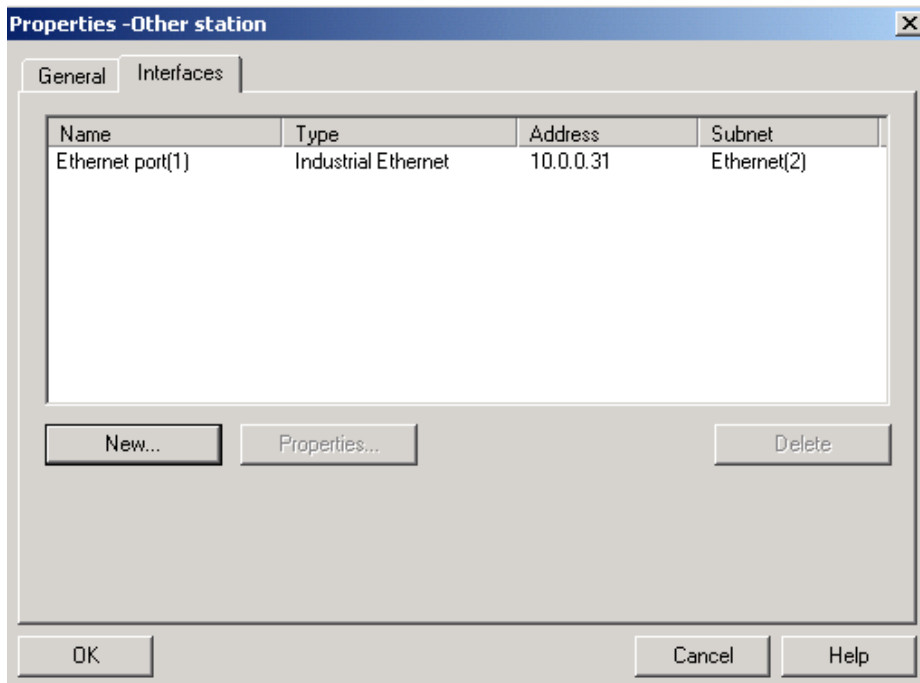 Properties -Other station
General Interfaces
Name Type Address Subnet
Ethernet port(1) Industrial Ethernet 10.0.0.31 Ethernet(2)
New... Properties... Delete
OK Cancel Help